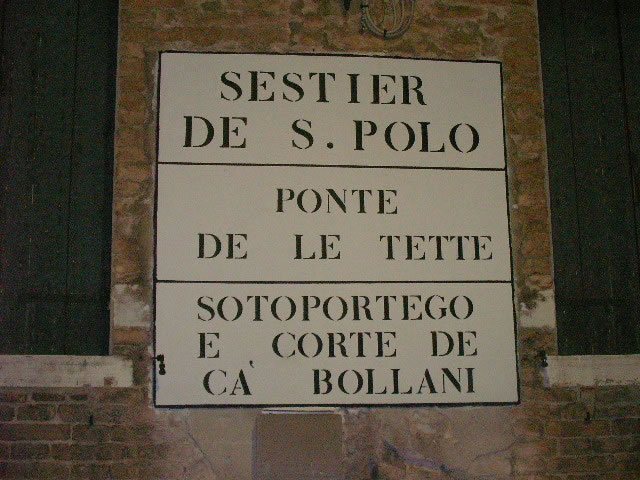 SESTIER
DE S. POLO
PONTE
DE LE TETTE
SOTOPORTEGO
E CORTE DE
CA' BOLLANI